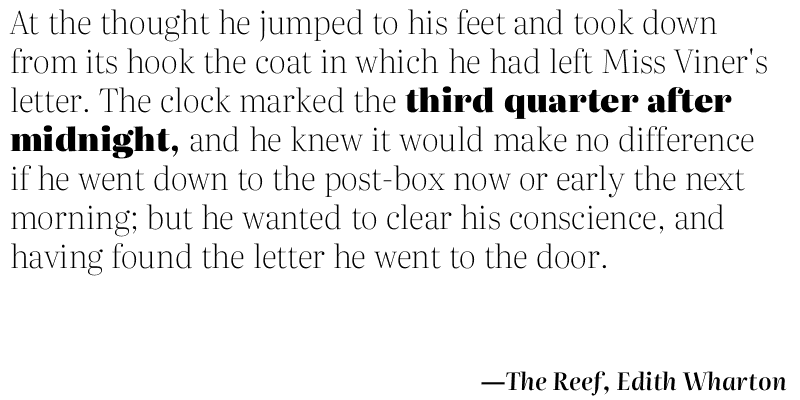 At the thought he jumped to his feet and took down
from its hook the coat in which he had left Miss Viner's
letter. The clock marked the third quarter after
midnight, and he knew it would make no difference
if he went down to the post-box now or early the next
morning; but he wanted to clear his conscience, and
having found the letter he went to the door.
—The Reef, Edith Wharton